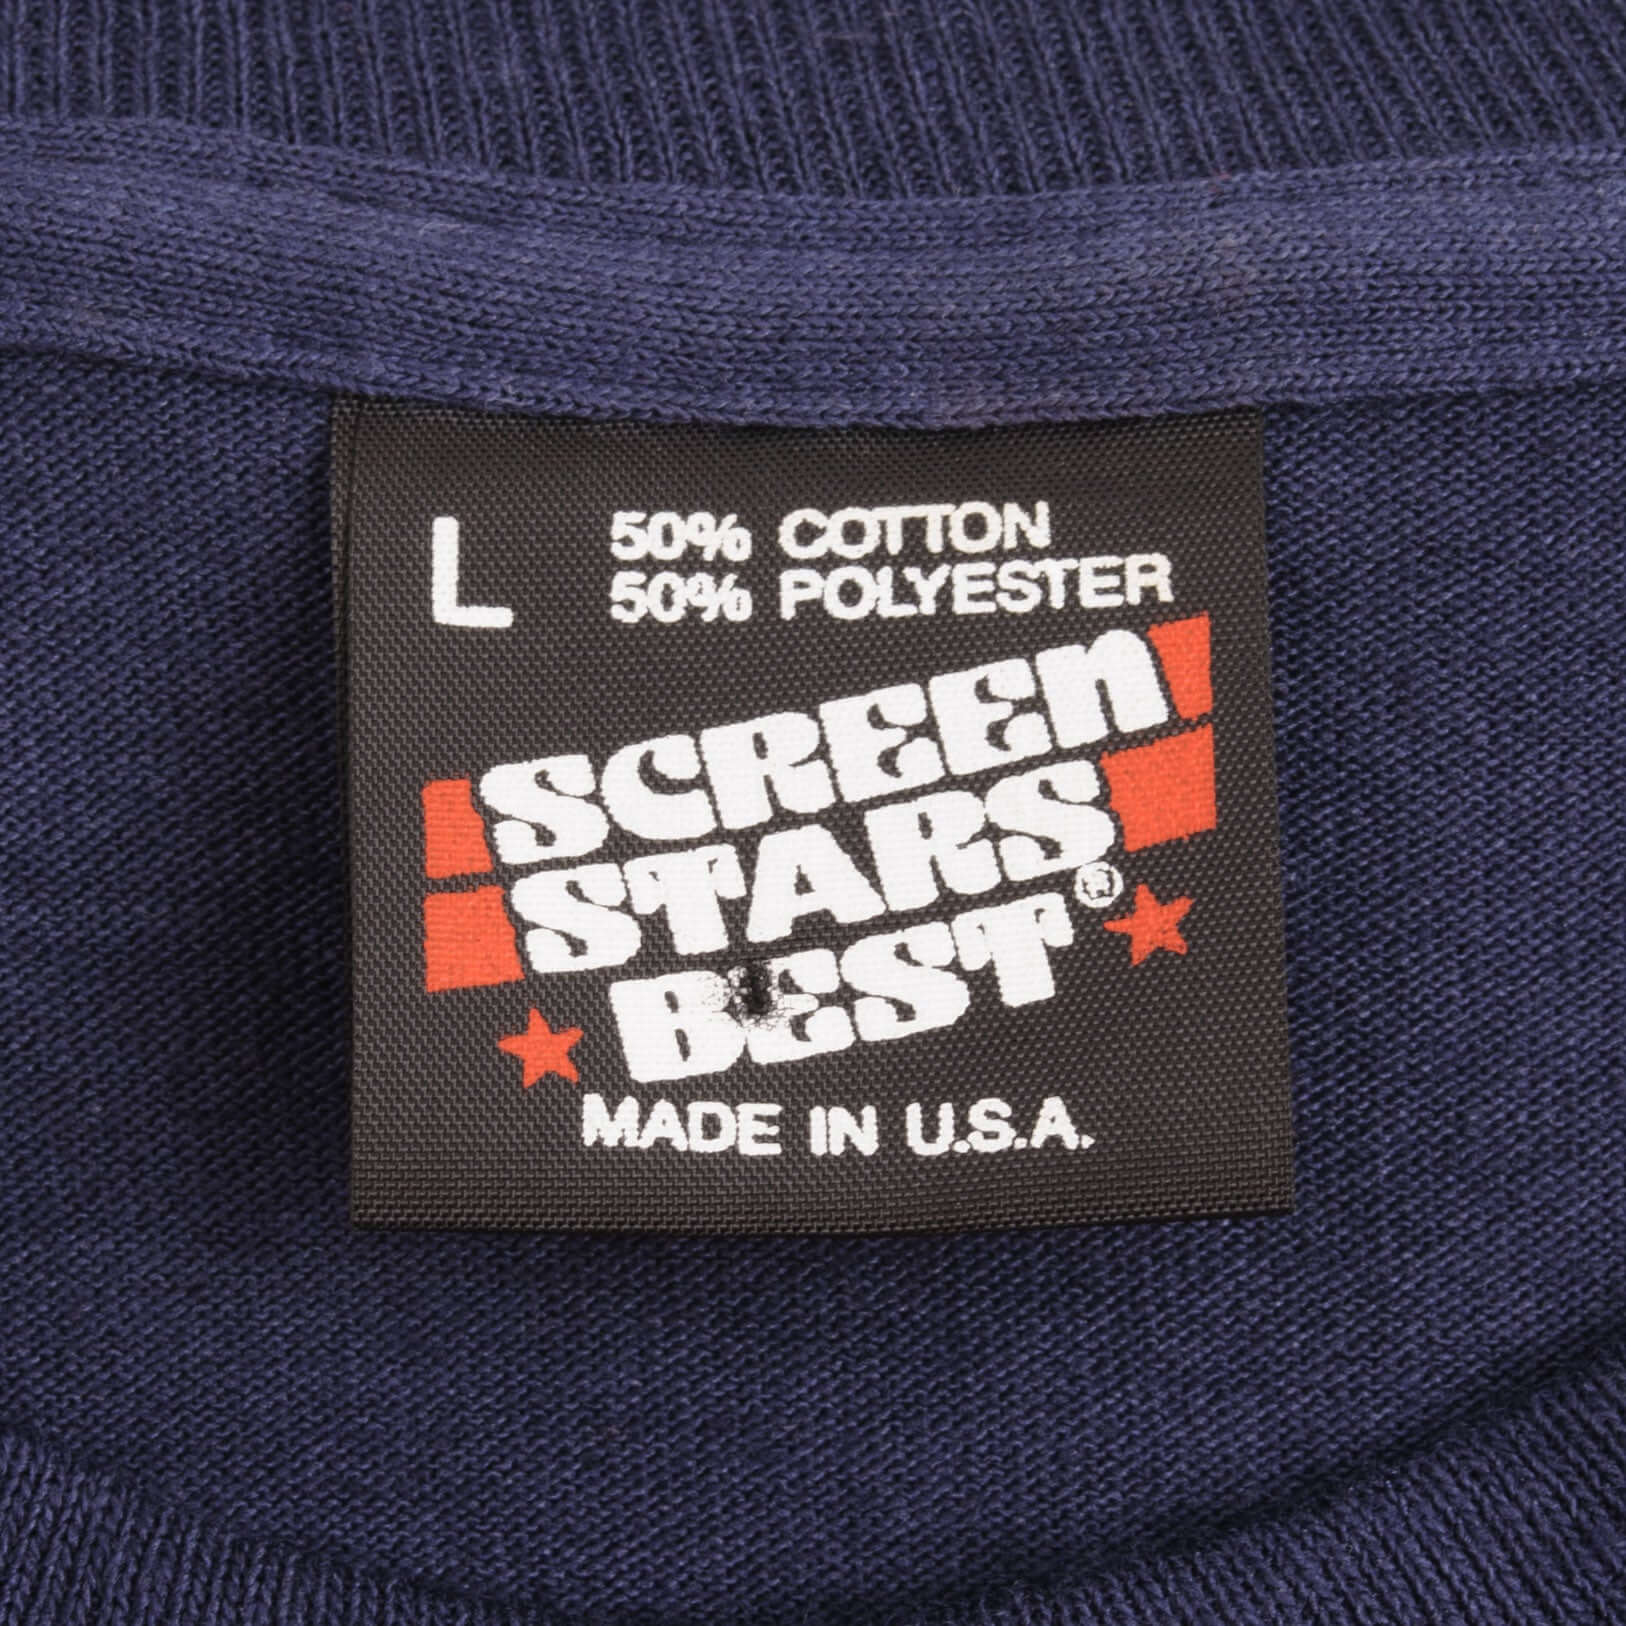 L 50% COTTON
50% POLYESTER
SCREEN
STARS
BEST®
MADE IN U.S.A.